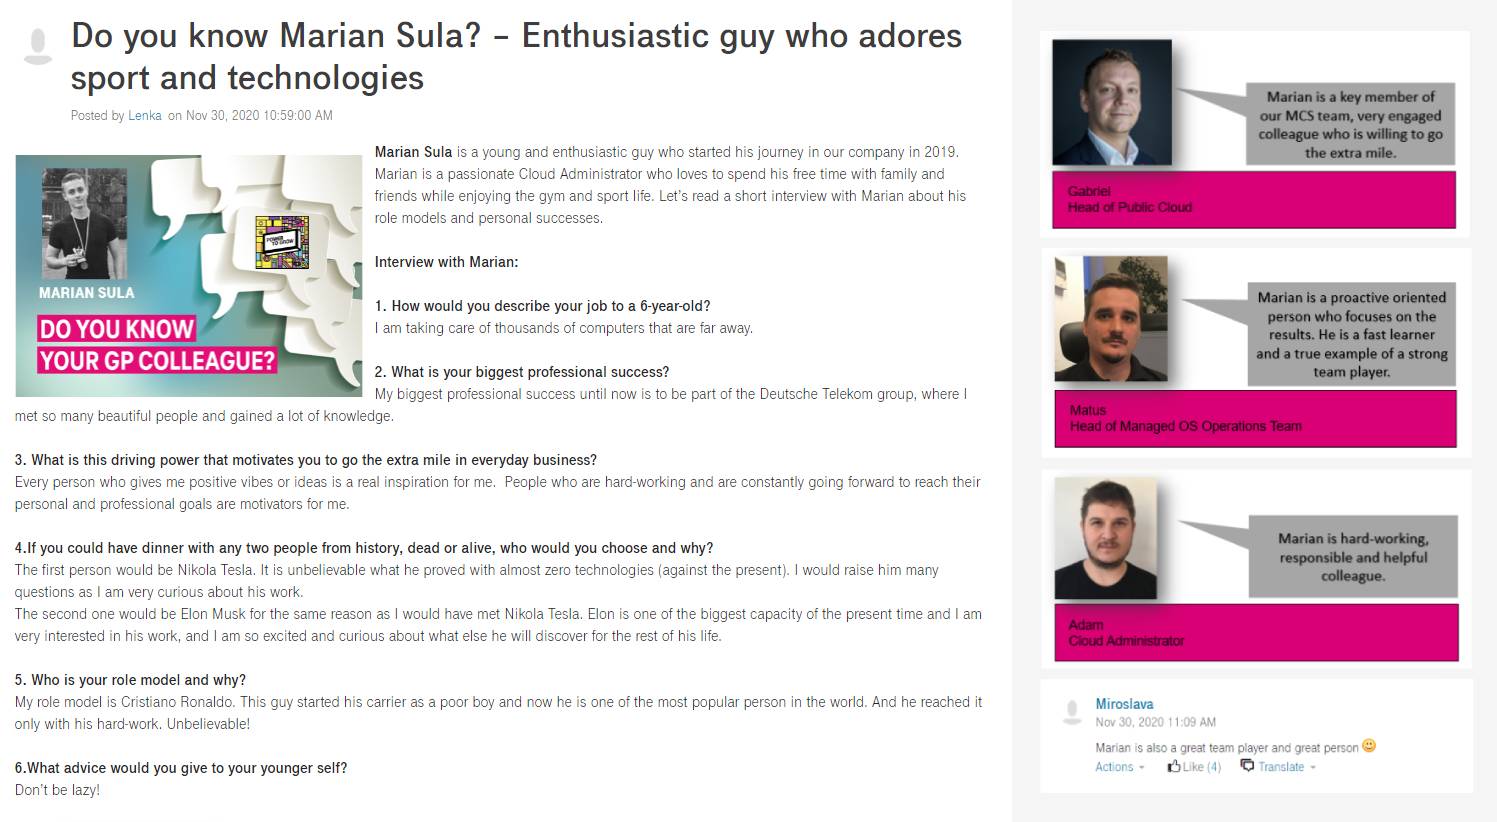 Do you know Marian Sula? – Enthusiastic guy who adores
sport and technologies
Posted by Lenka on Nov 30, 2020 10:59:00 AM
MARIAN SULA
DO YOU KNOW
YOUR GP COLLEAGUE?
POWER
TO GROW
Marian Sula is a young and enthusiastic guy who started his journey in our company in 2019.
Marian is a passionate Cloud Administrator who loves to spend his free time with family and
friends while enjoying the gym and sport life. Let's read a short interview with Marian about his
role models and personal successes.
Interview with Marian:
1. How would you describe your job to a 6-year-old?
I am taking care of thousands of computers that are far away.
2. What is your biggest professional success?
My biggest professional success until now is to be part of the Deutsche Telekom group, where I
met so many beautiful people and gained a lot of knowledge.
3. What is this driving power that motivates you to go the extra mile in everyday business?
Every person who gives me positive vibes or ideas is a real inspiration for me.  People who are hard-working and are constantly going forward to reach their
personal and professional goals are motivators for me.
4.If you could have dinner with any two people from history, dead or alive, who would you choose and why?
The first person would be Nikola Tesla. It is unbelievable what he proved with almost zero technologies (against the present). I would raise him many
questions as I am very curious about his work.
The second one would be Elon Musk for the same reason as I would have met Nikola Tesla. Elon is one of the biggest capacity of the present time and I am
very interested in his work, and I am so excited and curious about what else he will discover for the rest of his life.
5. Who is your role model and why?
My role model is Cristiano Ronaldo. This guy started his carrier as a poor boy and now he is one of the most popular person in the world. And he reached it
only with his hard-work. Unbelievable!
6.What advice would you give to your younger self?
Don't be lazy!
Marian is a key member of
our MCS team, very engaged
colleague who is willing to go
the extra mile.
Gabriel
Head of Public Cloud
Marian is a proactive oriented
person who focuses on the
results. He is a fast learner
and a true example of a strong
team player.
Matus
Head of Managed OS Operations Team
Marian is hard-working,
responsible and helpful
colleague.
Adam
Cloud Administrator
Miroslava
Nov 30, 2020 11:09 AM
Marian is also a great team player and great person 🙂
Actions Like (4) Translate